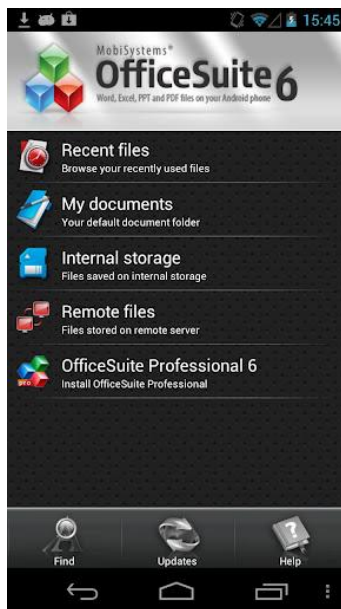 15:45
MobiSystems®
OfficeSuite 6
Word, Excel, PPT and PDF files on your Android phone
Recent files
Browse your recently used files
My documents
Your default document folder
Internal storage
Files saved on internal storage
Remote files
Files stored on remote server
OfficeSuite Professional 6
Install OfficeSuite Professional
pro
Find
Updates
Help